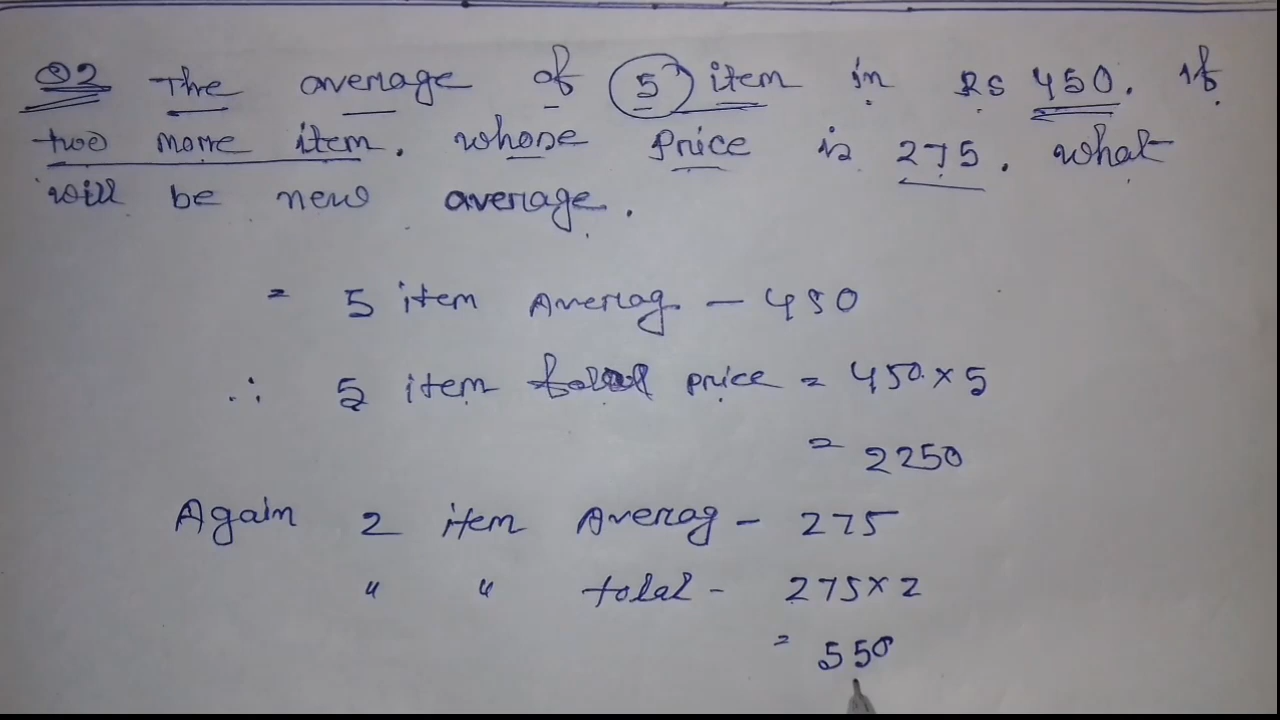 Q2 The average of 5 item in RS 450. If
two more item. whose price is 275. what
will be new average.
= 5 item Averag - 450
∴ 5 item total price = 450 × 5
= 2250
Again 2 item Averag - 275
" " total - 275 × 2
= 550